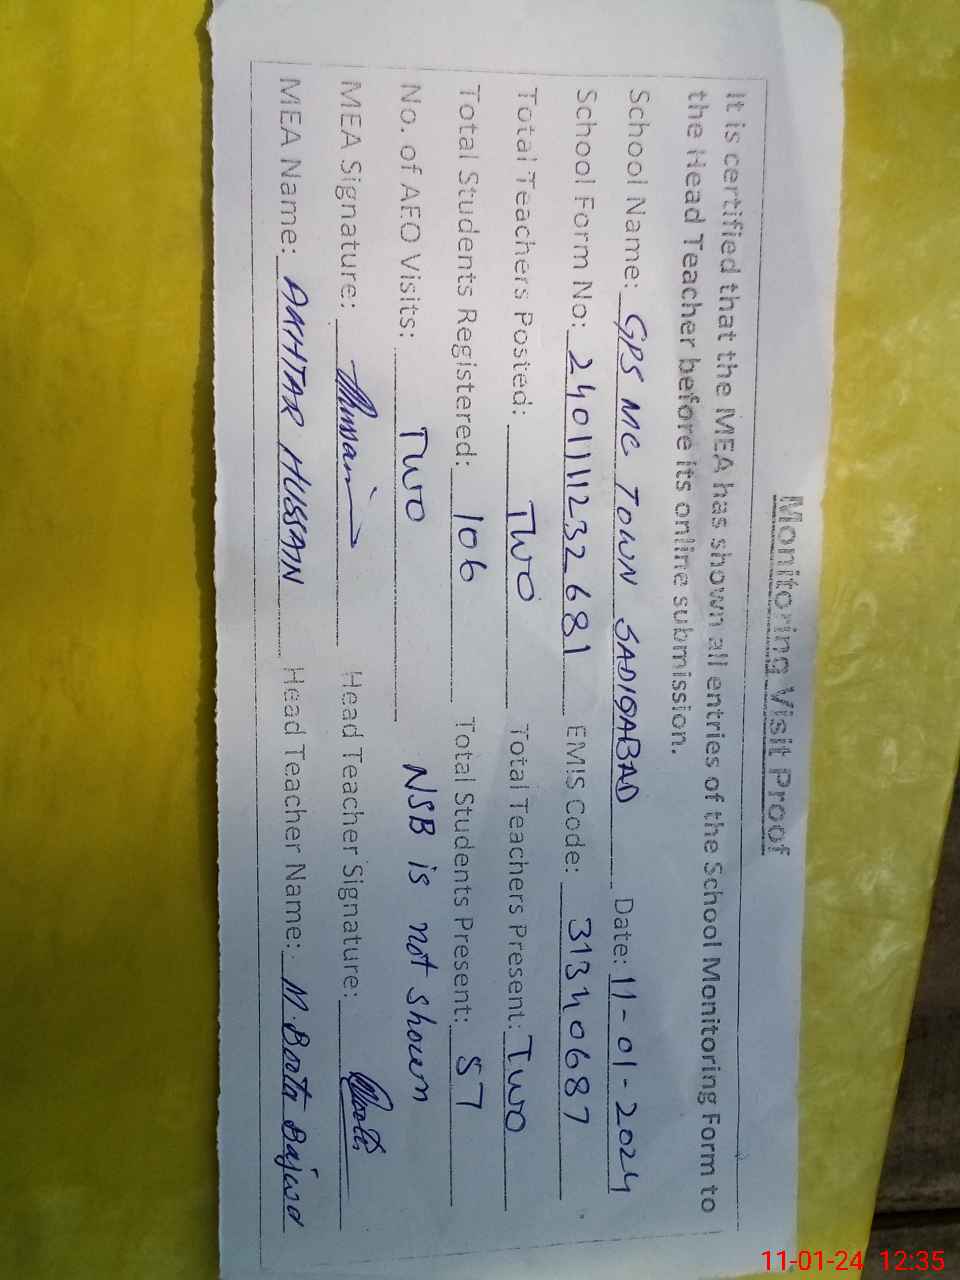 Monitoring Visit Proof
It is certified that the MEA has shown all entries of the School Monitoring Form to
the Head Teacher before its online submission.
School Name: GPS MC TOWN SADIQABAD Date: 11-01-2024
School Form No: 2401111232681 EMIS Code: 31340687
Total Teachers Posted: TWO Total Teachers Present: TWO
Total Students Registered: 106 Total Students Present: 57
No. of AEO Visits: TWO NSB is not shown
MEA Signature: Hussain Head Teacher Signature:
MEA Name: AKHTAR HUSSAIN Head Teacher Name: M. Boota Bajwa
11-01-24 12:35